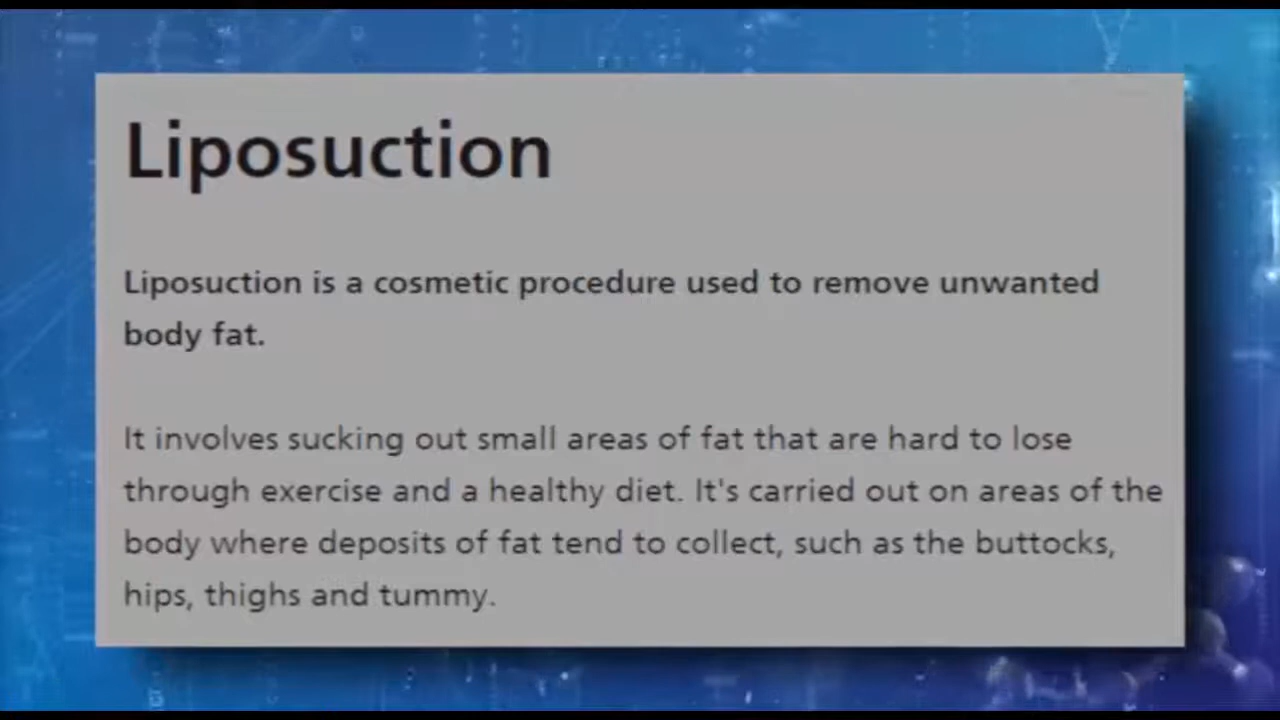 Liposuction
Liposuction is a cosmetic procedure used to remove unwanted
body fat.
It involves sucking out small areas of fat that are hard to lose
through exercise and a healthy diet. It's carried out on areas of the
body where deposits of fat tend to collect, such as the buttocks,
hips, thighs and tummy.